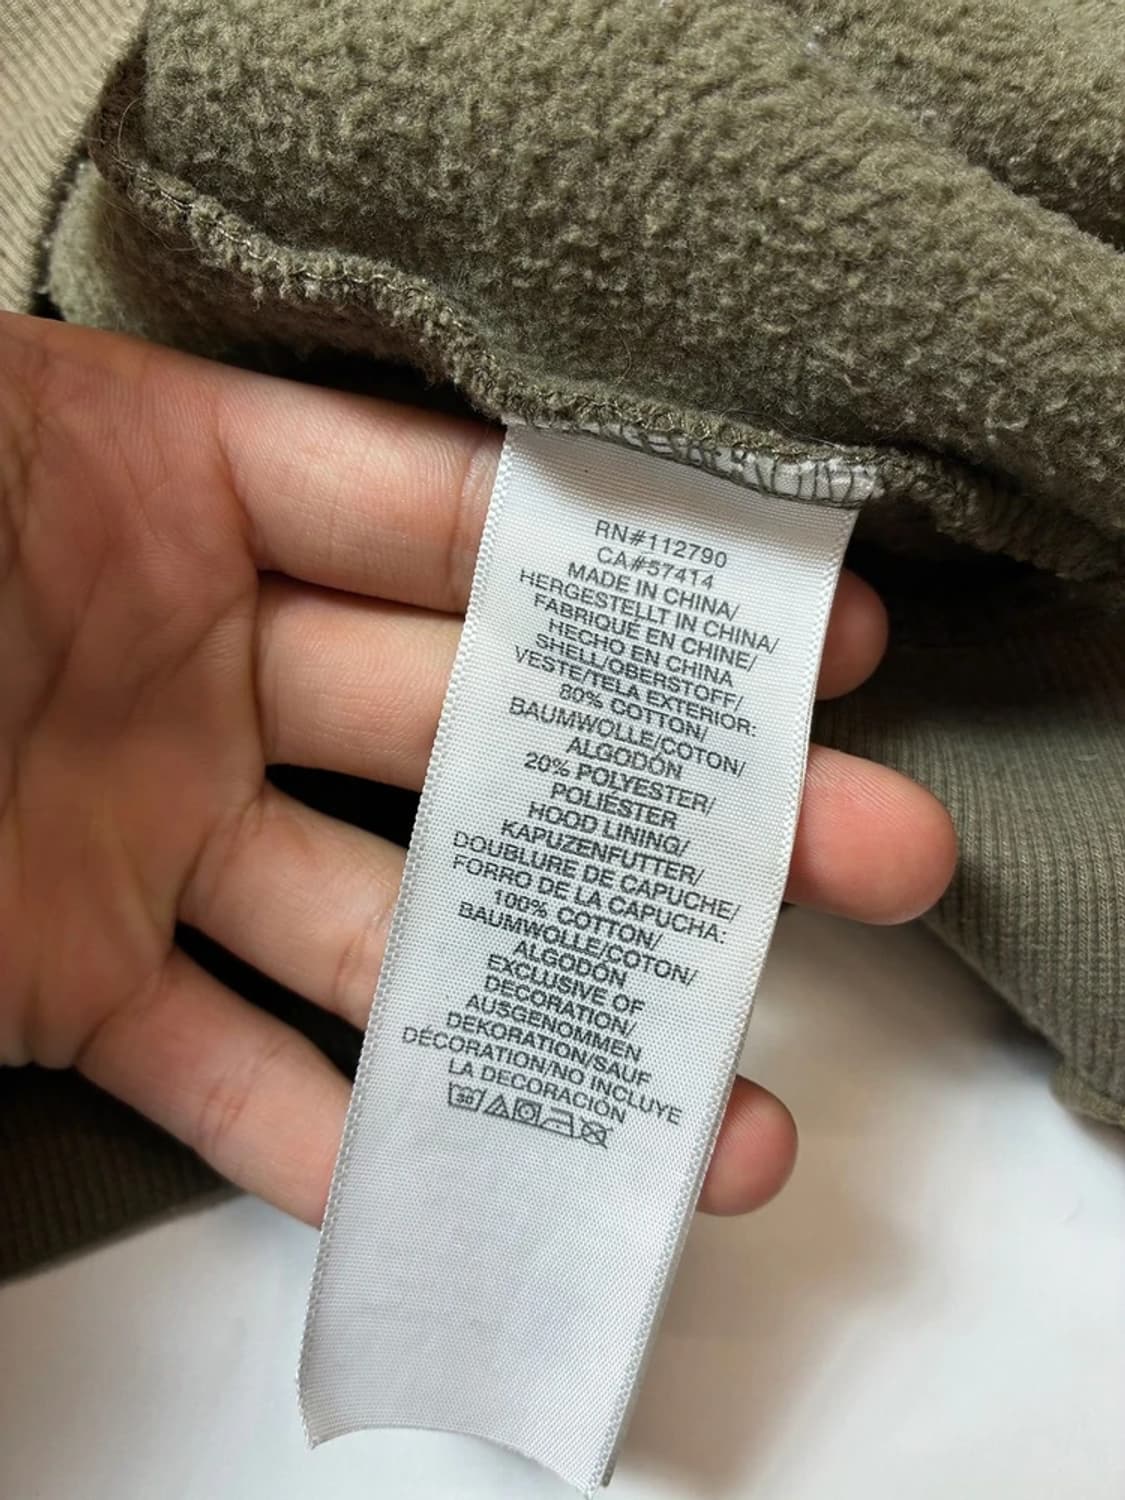 RN#112790
CA#57414
MADE IN CHINA/
HERGESTELLT IN CHINA/
FABRIQUÉ EN CHINE/
HECHO EN CHINA
SHELL/OBERSTOFF/
VESTE/TELA EXTERIOR:
80% COTTON/
BAUMWOLLE/COTON/
ALGODÓN
20% POLYESTER/
POLIÉSTER
HOOD LINING/
KAPUZENFUTTER/
DOUBLURE DE CAPUCHE/
FORRO DE LA CAPUCHA:
100% COTTON/
BAUMWOLLE/COTON/
ALGODÓN
EXCLUSIVE OF
DECORATION/
AUSGENOMMEN
DEKORATION/SAUF
DÉCORATION/NO INCLUYE
LA DECORACIÓN
30